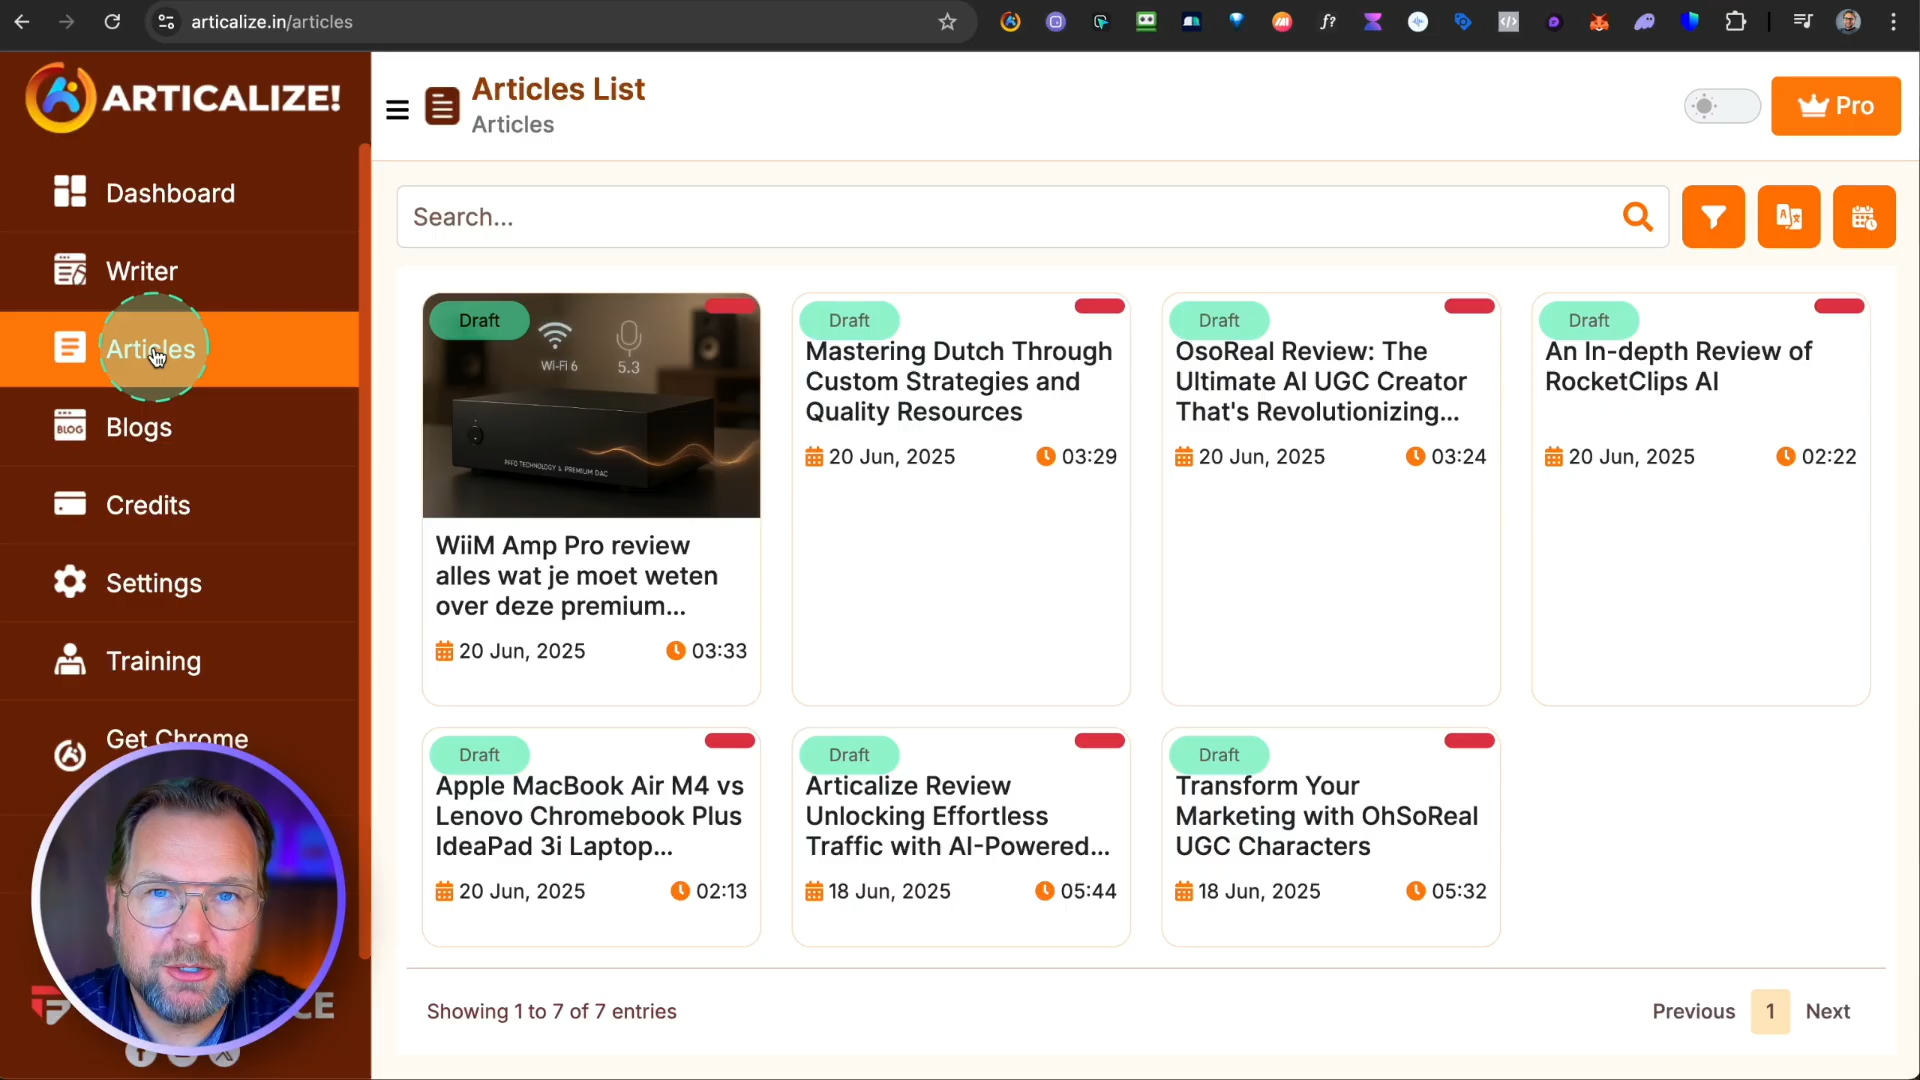 articalize.in/articles
ARTICALIZE!
Articles List
Articles
Pro
Dashboard
Writer
Articles
Blogs
BLOG
Credits
Settings
Training
Get Chrome
CE
Search...
Draft
Wi-Fi 6
5.3
WiiM Amp Pro review
alles wat je moet weten
over deze premium...
20 Jun, 2025
03:33
Draft
Mastering Dutch Through
Custom Strategies and
Quality Resources
20 Jun, 2025
03:29
Draft
OsoReal Review: The
Ultimate AI UGC Creator
That's Revolutionizing...
20 Jun, 2025
03:24
Draft
An In-depth Review of
RocketClips AI
20 Jun, 2025
02:22
Draft
Apple MacBook Air M4 vs
Lenovo Chromebook Plus
IdeaPad 3i Laptop...
20 Jun, 2025
02:13
Draft
Articalize Review
Unlocking Effortless
Traffic with AI-Powered...
18 Jun, 2025
05:44
Draft
Transform Your
Marketing with OhSoReal
UGC Characters
18 Jun, 2025
05:32
Showing 1 to 7 of 7 entries
Previous
1
Next